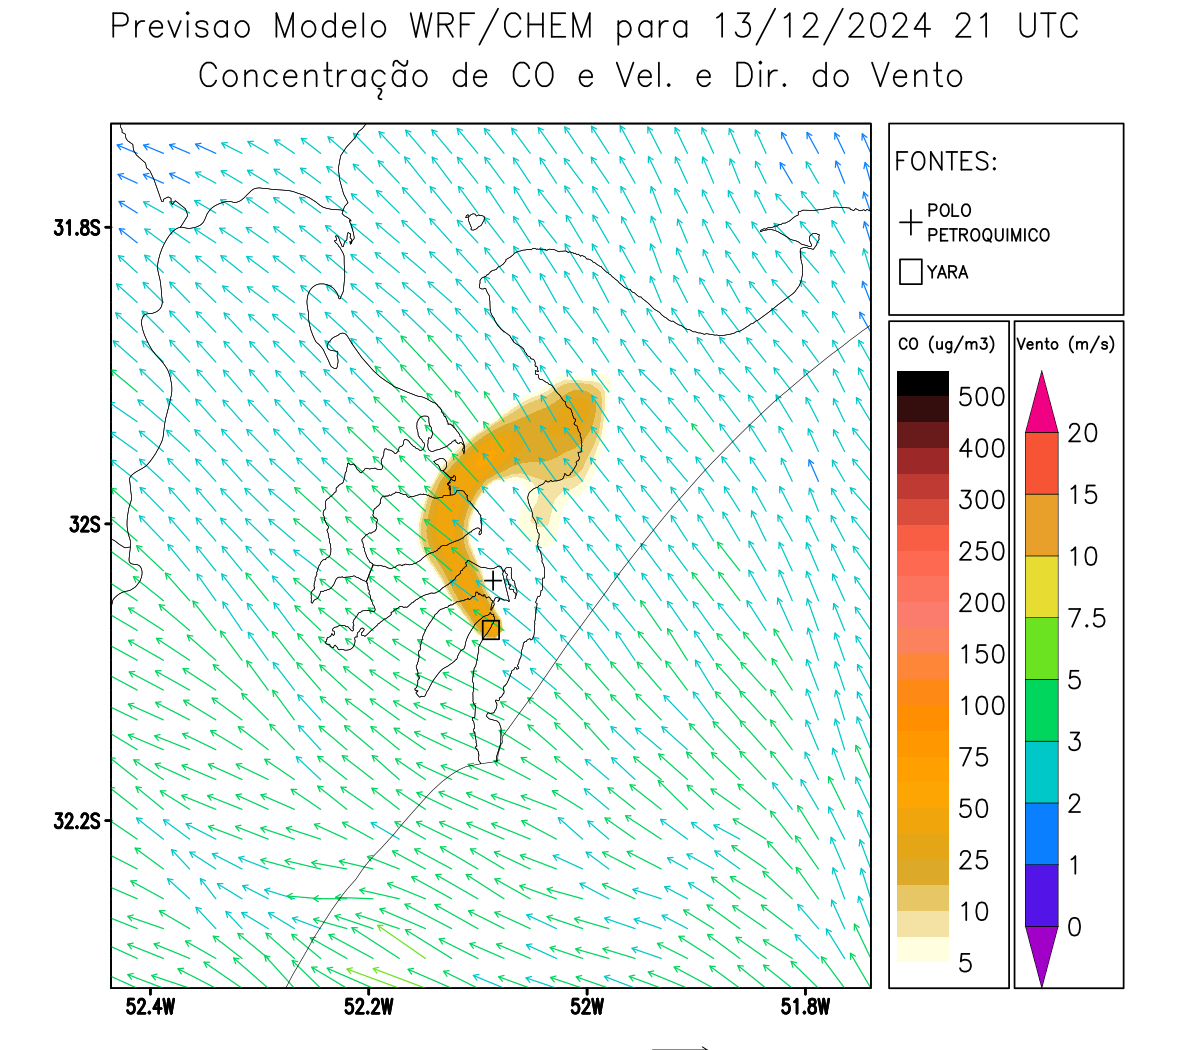 Previsao Modelo WRF/CHEM para 13/12/2024 21 UTC
Concentração de CO e Vel. e Dir. do Vento
FONTES:
POLO
PETROQUIMICO
YARA
CO (ug/m3)
500
400
300
250
200
150
100
75
50
25
10
5
Vento (m/s)
20
15
10
7.5
5
3
2
1
0
31.8S
32S
32.2S
52.4W
52.2W
52W
51.8W